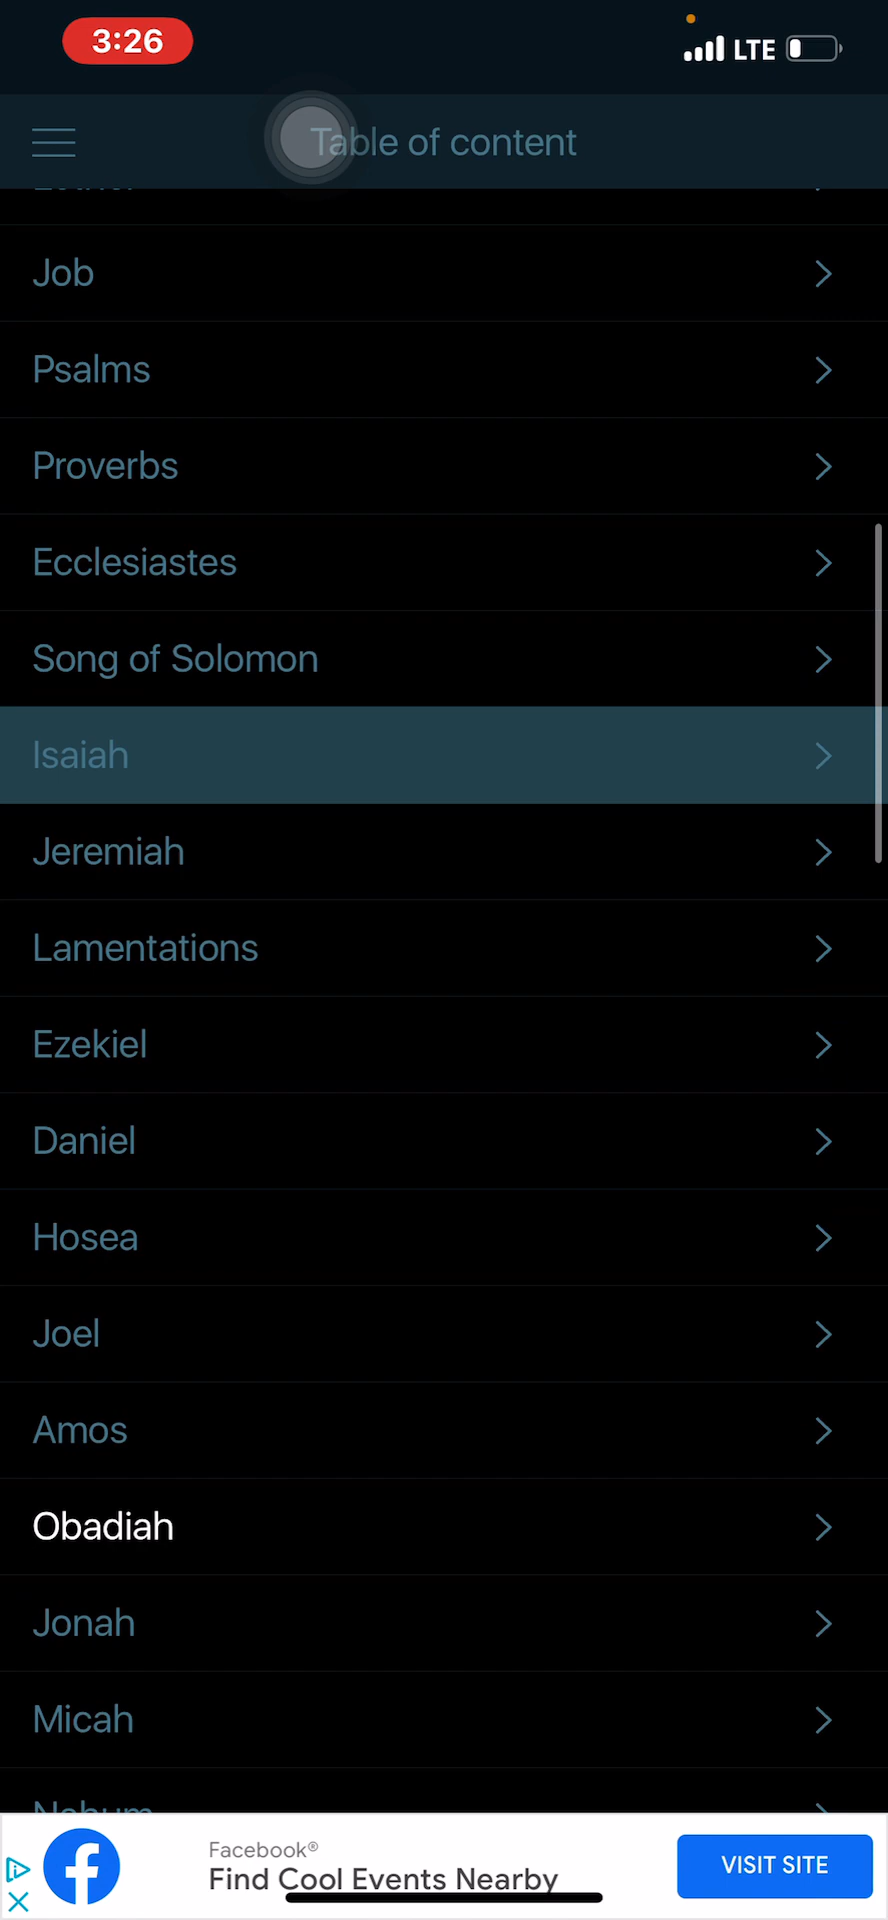 3:26
LTE
Table of content
Job
Psalms
Proverbs
Ecclesiastes
Song of Solomon
Isaiah
Jeremiah
Lamentations
Ezekiel
Daniel
Hosea
Joel
Amos
Obadiah
Jonah
Micah
Nahum
Facebook®
Find Cool Events Nearby
VISIT SITE